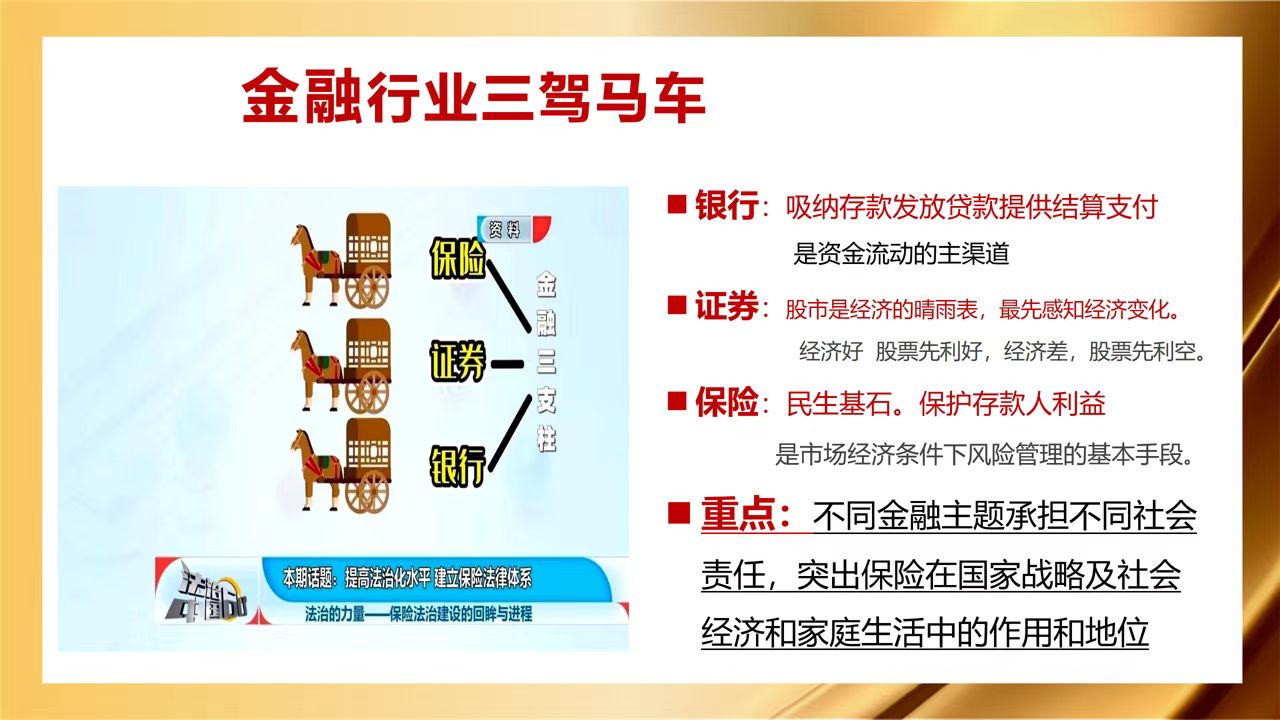 金融行业三驾马车
资料
保险
证券
银行
金融三支柱
法治中国60′
本期话题：提高法治化水平 建立保险法律体系
法治的力量——保险法治建设的回眸与进程
■ 银行：吸纳存款发放贷款提供结算支付
是资金流动的主渠道
■ 证券：股市是经济的晴雨表，最先感知经济变化。
经济好 股票先利好，经济差，股票先利空。
■ 保险：民生基石。保护存款人利益
是市场经济条件下风险管理的基本手段。
■ 重点：不同金融主题承担不同社会
责任，突出保险在国家战略及社会
经济和家庭生活中的作用和地位